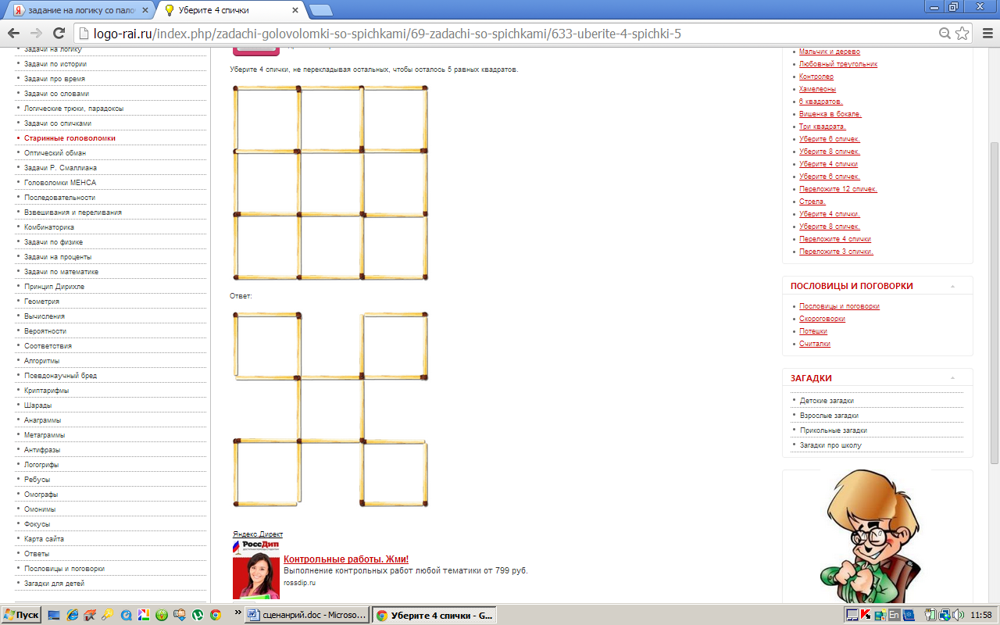 задание на логику со пало
Уберите 4 спички
logo-rai.ru/index.php/zadachi-golovolomki-so-spichkami/69-zadachi-so-spichkami/633-uberite-4-spichki-5
Задачи на логику
Задачи по истории
Задачи про время
Задачи со словами
Логические трюки, парадоксы
Задачи со спичками
Старинные головоломки
Оптический обман
Задачи Р. Смаллиана
Головоломки МЕНСА
Последовательности
Взвешивания и переливания
Комбинаторика
Задачи по физике
Задачи на проценты
Задачи по математике
Принцип Дирихле
Геометрия
Вычисления
Вероятности
Соответствия
Алгоритмы
Псевдонаучный бред
Криптарифмы
Шарады
Анаграммы
Метаграммы
Антифразы
Логогрифы
Ребусы
Омографы
Омонимы
Фокусы
Карта сайта
Ответы
Пословицы и поговорки
Загадки для детей
Уберите 4 спички, не перекладывая остальных, чтобы осталось 5 равных квадратов.
Ответ:
Яндекс.Директ
РоссДип
Контрольные работы. Жми!
Выполнение контрольных работ любой тематики от 799 руб.
rossdip.ru
Мальчик и дерево
Любовный треугольник
Контролер
Хамелеоны
6 квадратов.
Вишенка в бокале.
Три квадрата.
Уберите 6 спичек.
Уберите 8 спичек.
Уберите 4 спички
Уберите 6 спичек.
Переложите 12 спичек.
Стрела.
Уберите 4 спички.
Уберите 8 спичек.
Переложите 4 спички
Переложите 3 спички.
ПОСЛОВИЦЫ И ПОГОВОРКИ
Пословицы и поговорки
Скороговорки
Потешки
Считалки
ЗАГАДКИ
Детские загадки
Взрослые загадки
Прикольные загадки
Загадки про школу
Пуск
»
сценанрий.doc - Microso...
Уберите 4 спички - G...
En
11:58